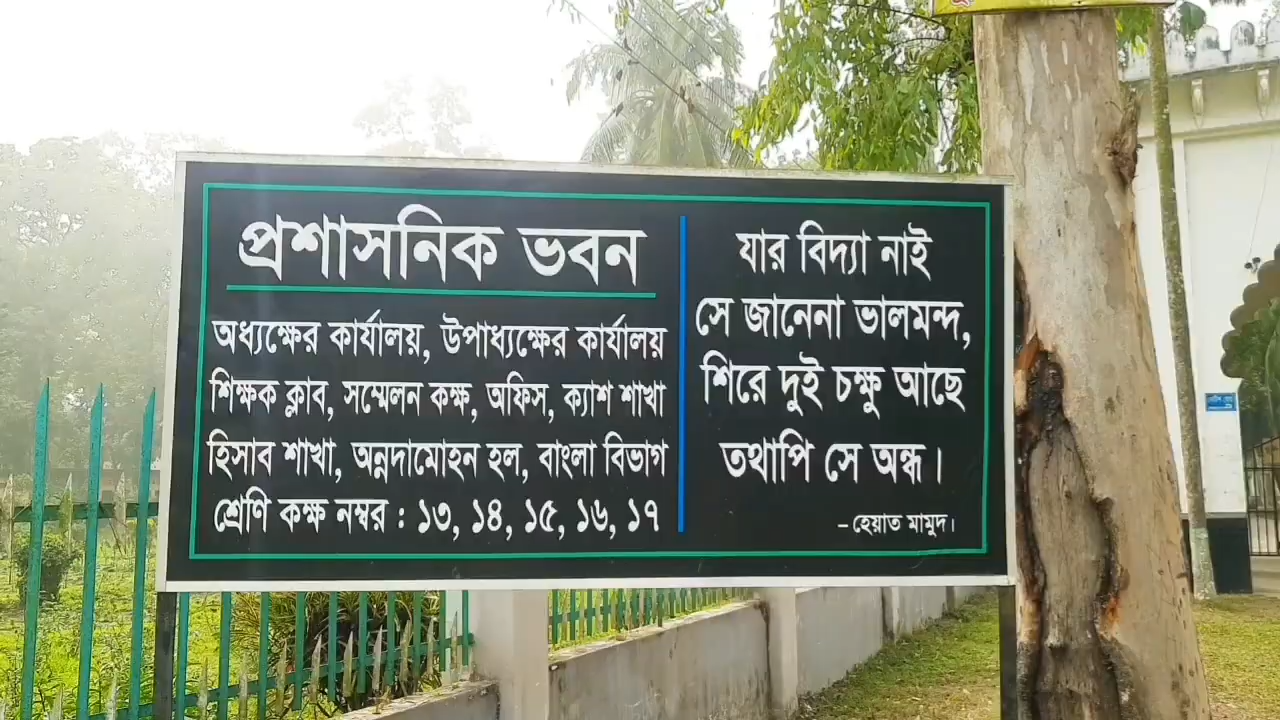 প্রশাসনিক ভবন
অধ্যক্ষের কার্যালয়, উপাধ্যক্ষের কার্যালয়
শিক্ষক ক্লাব, সম্মেলন কক্ষ, অফিস, ক্যাশ শাখা
হিসাব শাখা, অন্নদামোহন হল, বাংলা বিভাগ
শ্রেণি কক্ষ নম্বর : ১৩, ১৪, ১৫, ১৬, ১৭
যার বিদ্যা নাই
সে জানেনা ভালমন্দ,
শিরে দুই চক্ষু আছে
তথাপি সে অন্ধ।
– হেয়াত মামুদ।